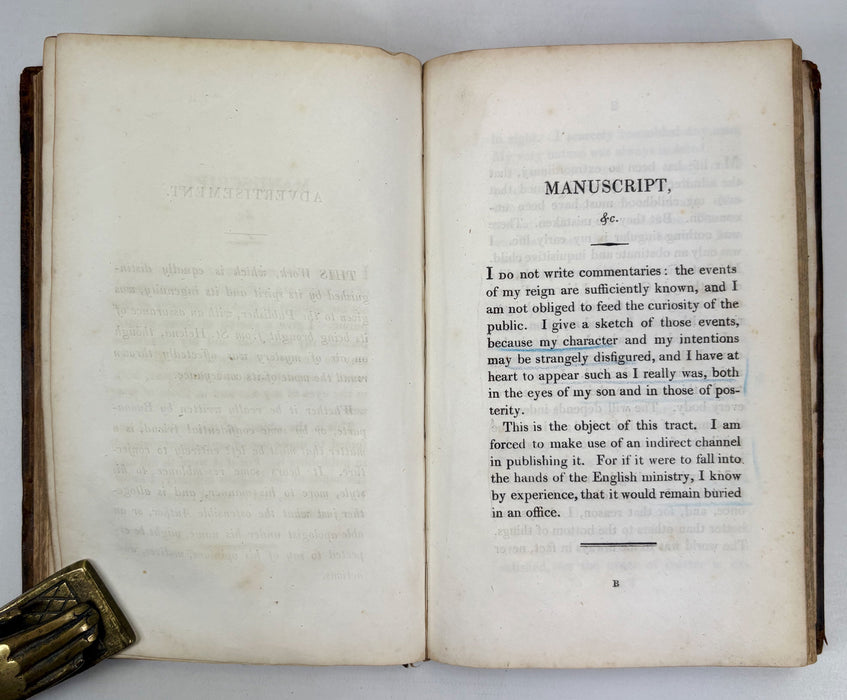 MANUSCRIPT,
&c.
I DO not write commentaries: the events
of my reign are sufficiently known, and I
am not obliged to feed the curiosity of the
public. I give a sketch of those events,
because my character and my intentions
may be strangely disfigured, and I have at
heart to appear such as I really was, both
in the eyes of my son and in those of pos-
terity.
This is the object of this tract. I am
forced to make use of an indirect channel
in publishing it. For if it were to fall into
the hands of the English ministry, I know
by experience, that it would remain buried
in an office.
B